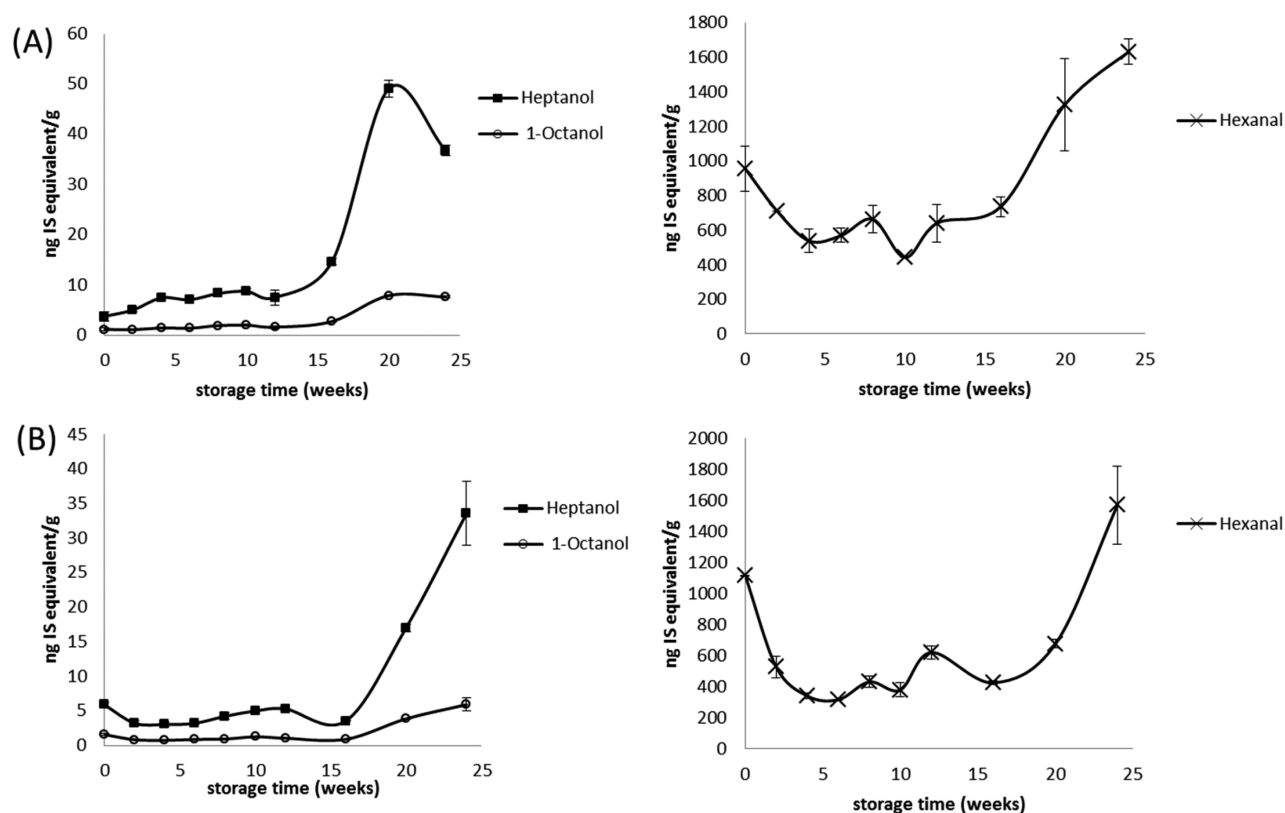 (A)
ng IS equivalent/g
60
50
40
30
20
10
0
0 5 10 15 20 25
storage time (weeks)
Heptanol
1-Octanol
ng IS equivalent/g
1800
1600
1400
1200
1000
800
600
400
200
0
0 5 10 15 20 25
storage time (weeks)
Hexanal
(B)
ng IS equivalent/g
45
40
35
30
25
20
15
10
5
0
0 5 10 15 20 25
storage time (weeks)
Heptanol
1-Octanol
ng IS equivalent/g
2000
1800
1600
1400
1200
1000
800
600
400
200
0
0 5 10 15 20 25
storage time (weeks)
Hexanal